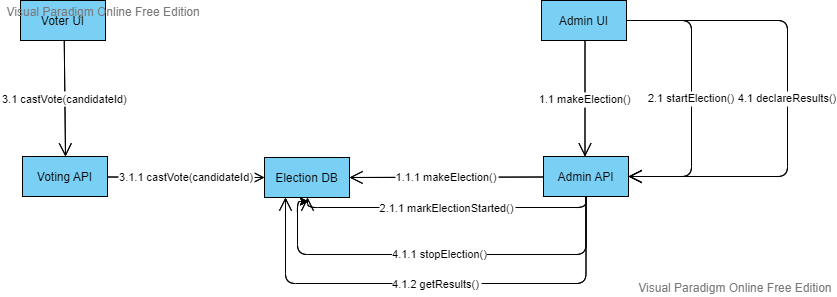 Visual Paradigm Online Free Edition
Voter UI
Admin UI
3.1 castVote(candidateId)
1.1 makeElection()
2.1 startElection()
4.1 declareResults()
Voting API
3.1.1 castVote(candidateId)
Election DB
1.1.1 makeElection()
Admin API
2.1.1 markElectionStarted()
4.1.1 stopElection()
4.1.2 getResults()
Visual Paradigm Online Free Edition